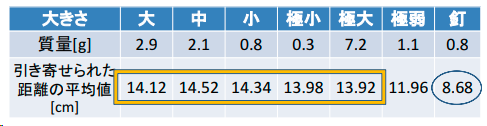 大きさ 大 中 小 極小 極大 極弱 釘
質量[g] 2.9 2.1 0.8 0.3 7.2 1.1 0.8
引き寄せられた
距離の平均値 14.12 14.52 14.34 13.98 13.92 11.96 8.68
[cm]